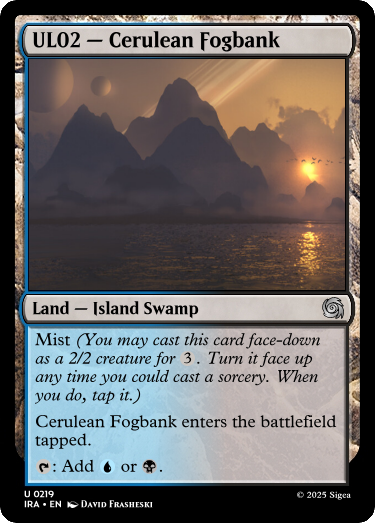 UL02 — Cerulean Fogbank
Land — Island Swamp
Mist (You may cast this card face-down
as a 2/2 creature for 3. Turn it face up
any time you could cast a sorcery. When
you do, tap it.)
Cerulean Fogbank enters the battlefield
tapped.
: Add or .
U 0219
IRA • EN David Frasheski
© 2025 Sigea